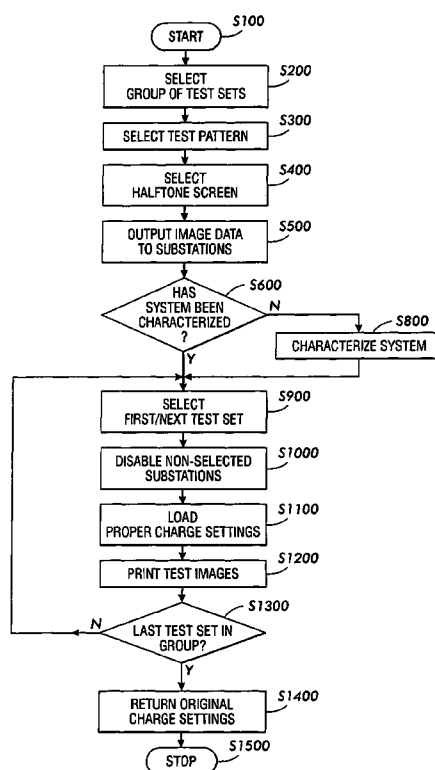 S100
START
S200
SELECT
GROUP OF TEST SETS
S300
SELECT TEST PATTERN
S400
SELECT
HALFTONE SCREEN
S500
OUTPUT IMAGE DATA
TO SUBSTATIONS
S600
HAS
SYSTEM BEEN
CHARACTERIZED
?
N
S800
CHARACTERIZE SYSTEM
Y
S900
SELECT
FIRST/NEXT TEST SET
S1000
DISABLE NON-SELECTED
SUBSTATIONS
S1100
LOAD
PROPER CHARGE SETTINGS
S1200
PRINT TEST IMAGES
S1300
N
LAST TEST SET IN
GROUP?
Y
S1400
RETURN ORIGINAL
CHARGE SETTINGS
STOP
S1500